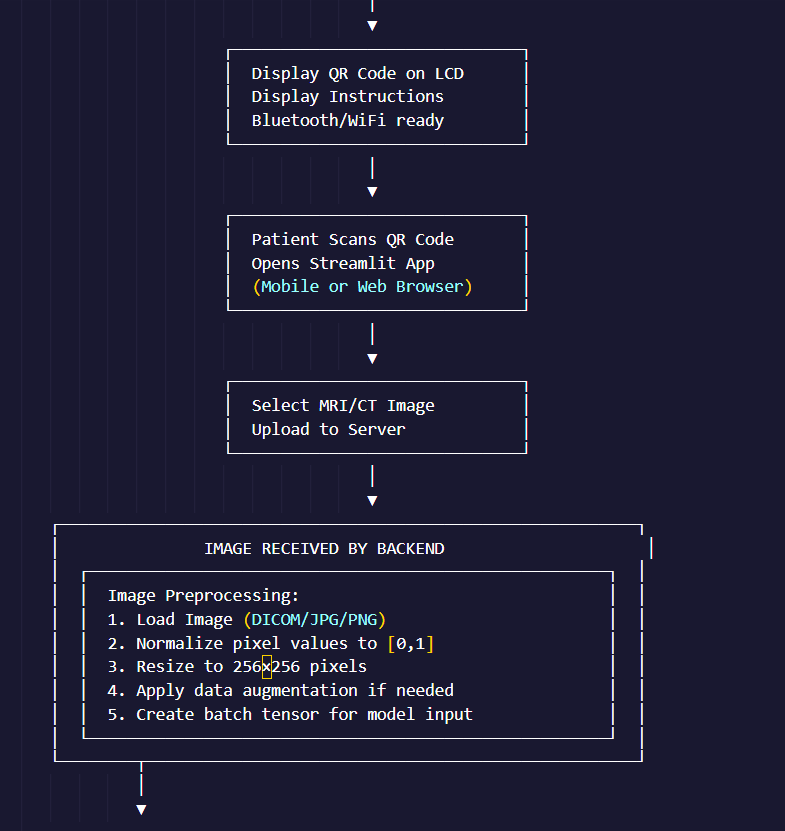 Display QR Code on LCD
Display Instructions
Bluetooth/WiFi ready
Patient Scans QR Code
Opens Streamlit App
(Mobile or Web Browser)
Select MRI/CT Image
Upload to Server
IMAGE RECEIVED BY BACKEND
Image Preprocessing:
1. Load Image (DICOM/JPG/PNG)
2. Normalize pixel values to [0,1]
3. Resize to 256×256 pixels
4. Apply data augmentation if needed
5. Create batch tensor for model input